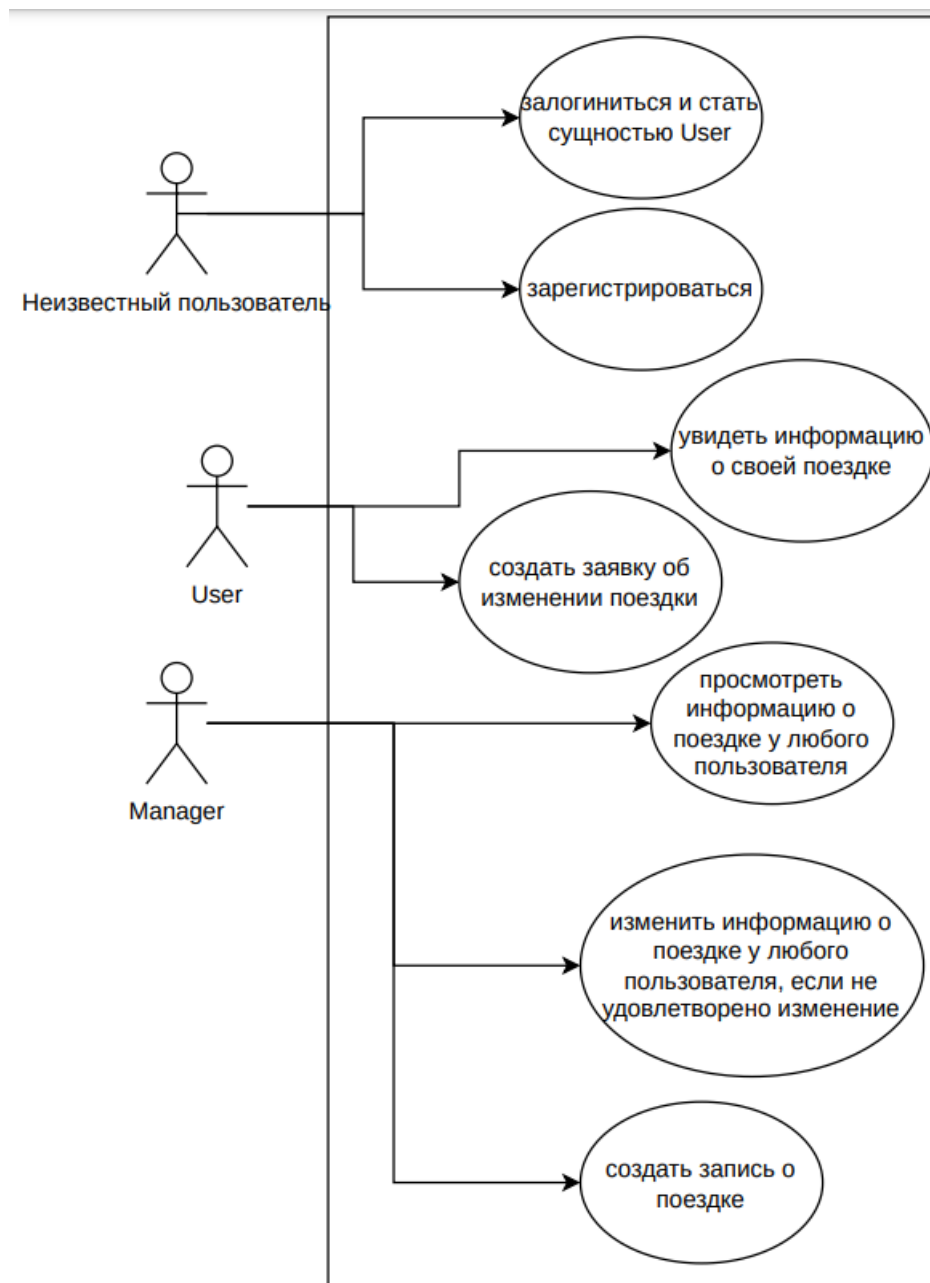 залогиниться и стать
сущностью User
Неизвестный пользователь
зарегистрироваться
увидеть информацию
о своей поездке
User
создать заявку об
изменении поездки
Manager
просмотреть
информацию о
поездке у любого
пользователя
изменить информацию о
поездке у любого
пользователя, если не
удовлетворено изменение
создать запись о
поездке